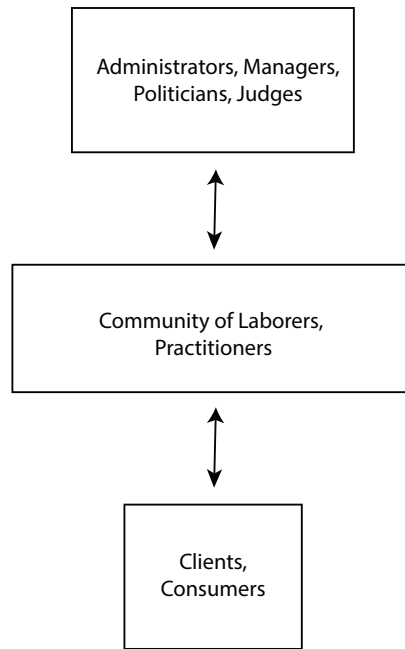 Administrators, Managers,
Politicians, Judges
Community of Laborers,
Practitioners
Clients,
Consumers